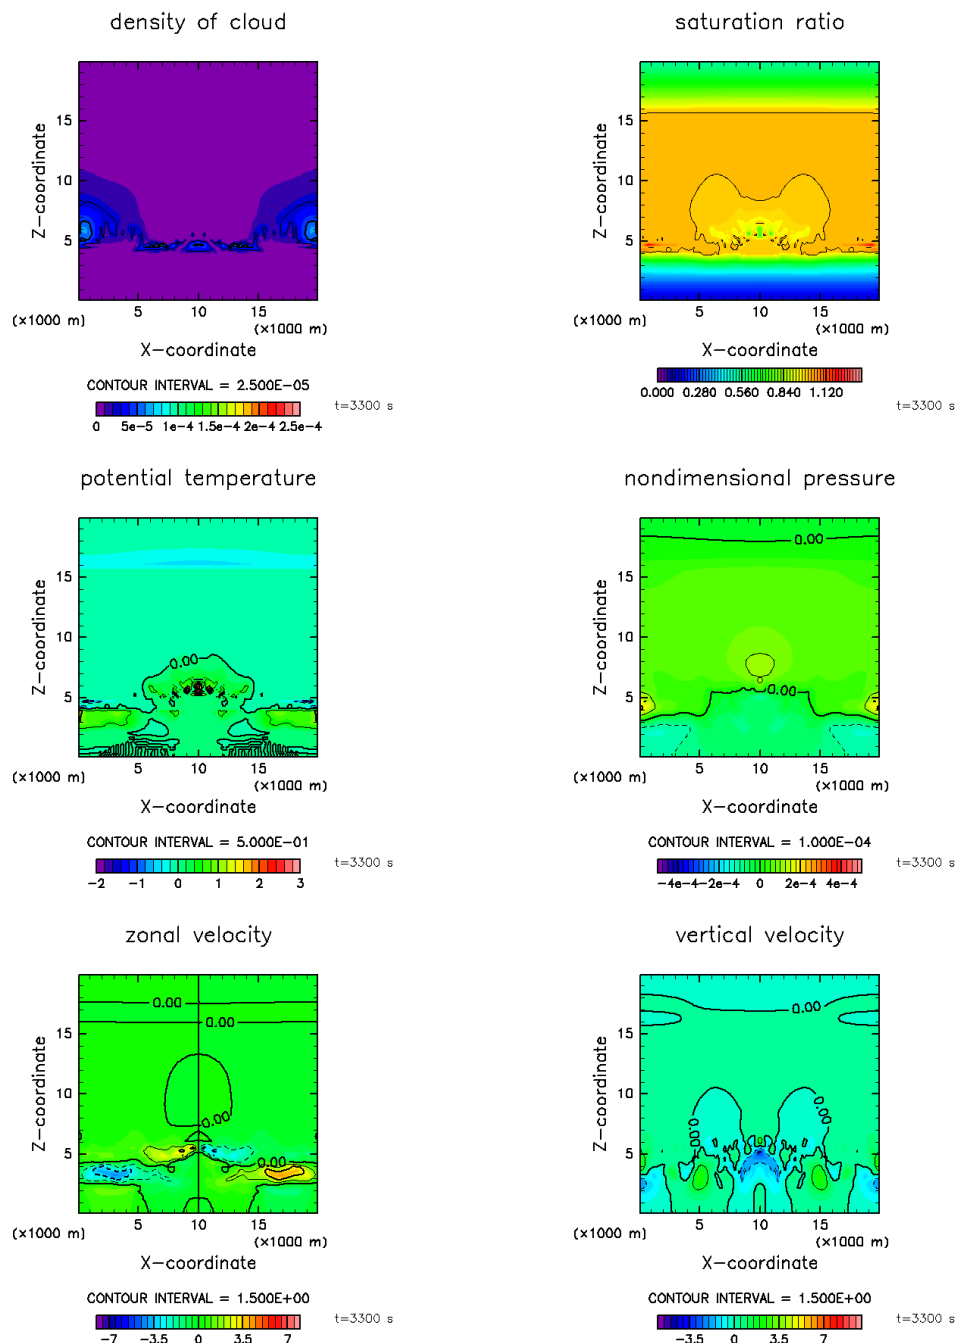 density of cloud
saturation ratio
Z-coordinate
15
10
5
5 10 15
(×1000 m)
(×1000 m)
X-coordinate
CONTOUR INTERVAL = 2.500E-05
0 5e-5 1e-4 1.5e-4 2e-4 2.5e-4
t=3300 s
Z-coordinate
15
10
5
5 10 15
(×1000 m)
(×1000 m)
X-coordinate
0.000 0.280 0.560 0.840 1.120
t=3300 s
potential temperature
nondimensional pressure
Z-coordinate
15
10
5
0.00
5 10 15
(×1000 m)
(×1000 m)
X-coordinate
CONTOUR INTERVAL = 5.000E-01
-2 -1 0 1 2 3
t=3300 s
Z-coordinate
15
10
5
0.00
0.00
5 10 15
(×1000 m)
(×1000 m)
X-coordinate
CONTOUR INTERVAL = 1.000E-04
-4e-4 -2e-4 0 2e-4 4e-4
t=3300 s
zonal velocity
vertical velocity
Z-coordinate
15
10
5
0.00
0.00
0.00
0.00
5 10 15
(×1000 m)
(×1000 m)
X-coordinate
CONTOUR INTERVAL = 1.500E+00
-7 -3.5 0 3.5 7
t=3300 s
Z-coordinate
15
10
5
0.00
0.00
0.00
5 10 15
(×1000 m)
(×1000 m)
X-coordinate
CONTOUR INTERVAL = 1.500E+00
-3.5 0 3.5 7
t=3300 s